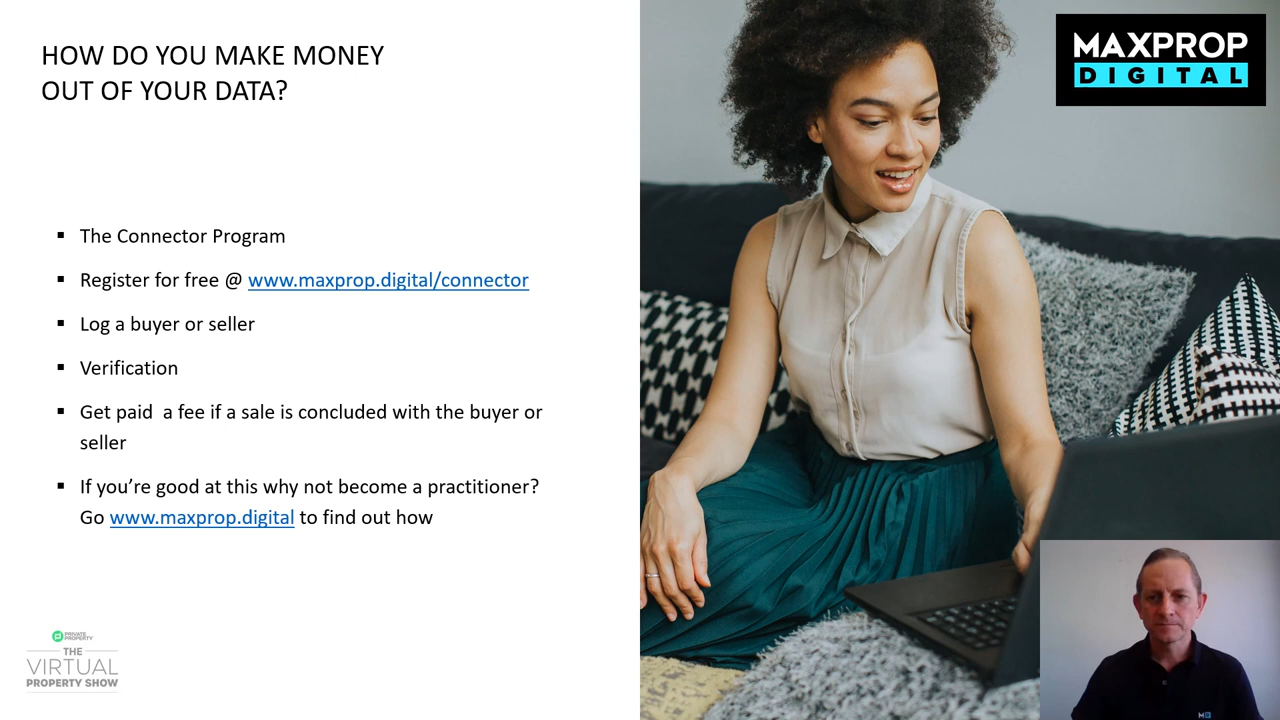 HOW DO YOU MAKE MONEY
OUT OF YOUR DATA?
MAXPROP
DIGITAL
▪ The Connector Program
▪ Register for free @ www.maxprop.digital/connector
▪ Log a buyer or seller
▪ Verification
▪ Get paid  a fee if a sale is concluded with the buyer or
seller
▪ If you’re good at this why not become a practitioner?
Go www.maxprop.digital to find out how
PRIVATE
PROPERTY
THE
VIRTUAL
PROPERTY SHOW